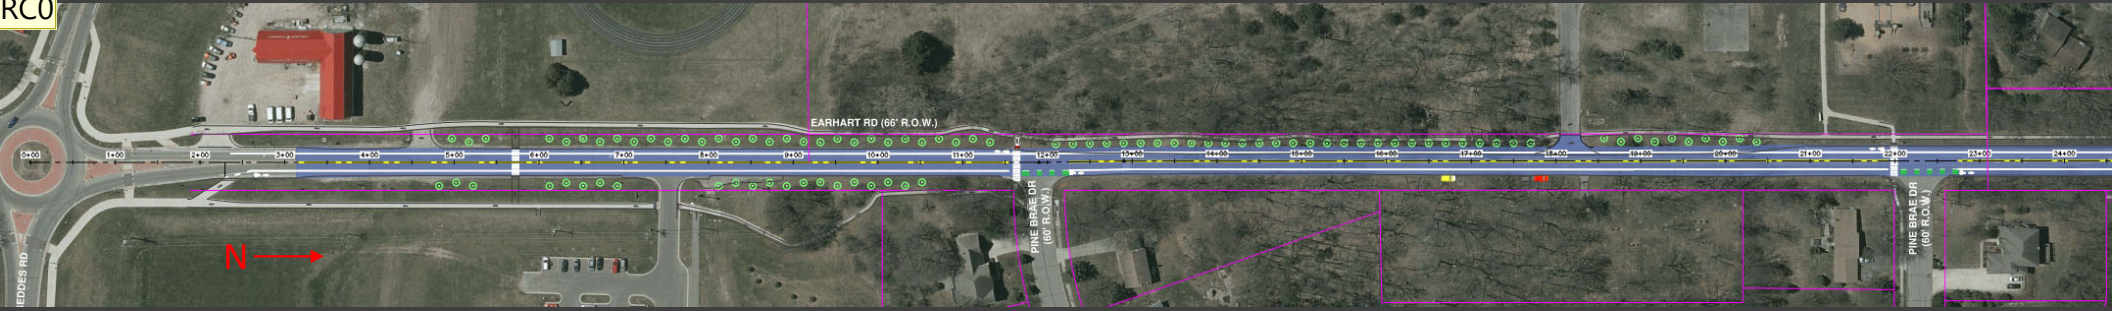 RC0
EARHART RD (66' R.O.W.)
0+00 1+00 2+00 3+00 4+00 5+00 6+00 7+00 8+00 9+00 10+00 11+00 12+00 13+00 14+00 15+00 16+00 17+00 18+00 19+00 20+00 21+00 22+00 23+00 24+00
PINE BRAE DR
(60' R.O.W.)
PINE BRAE DR
(60' R.O.W.)
N
EDDES RD